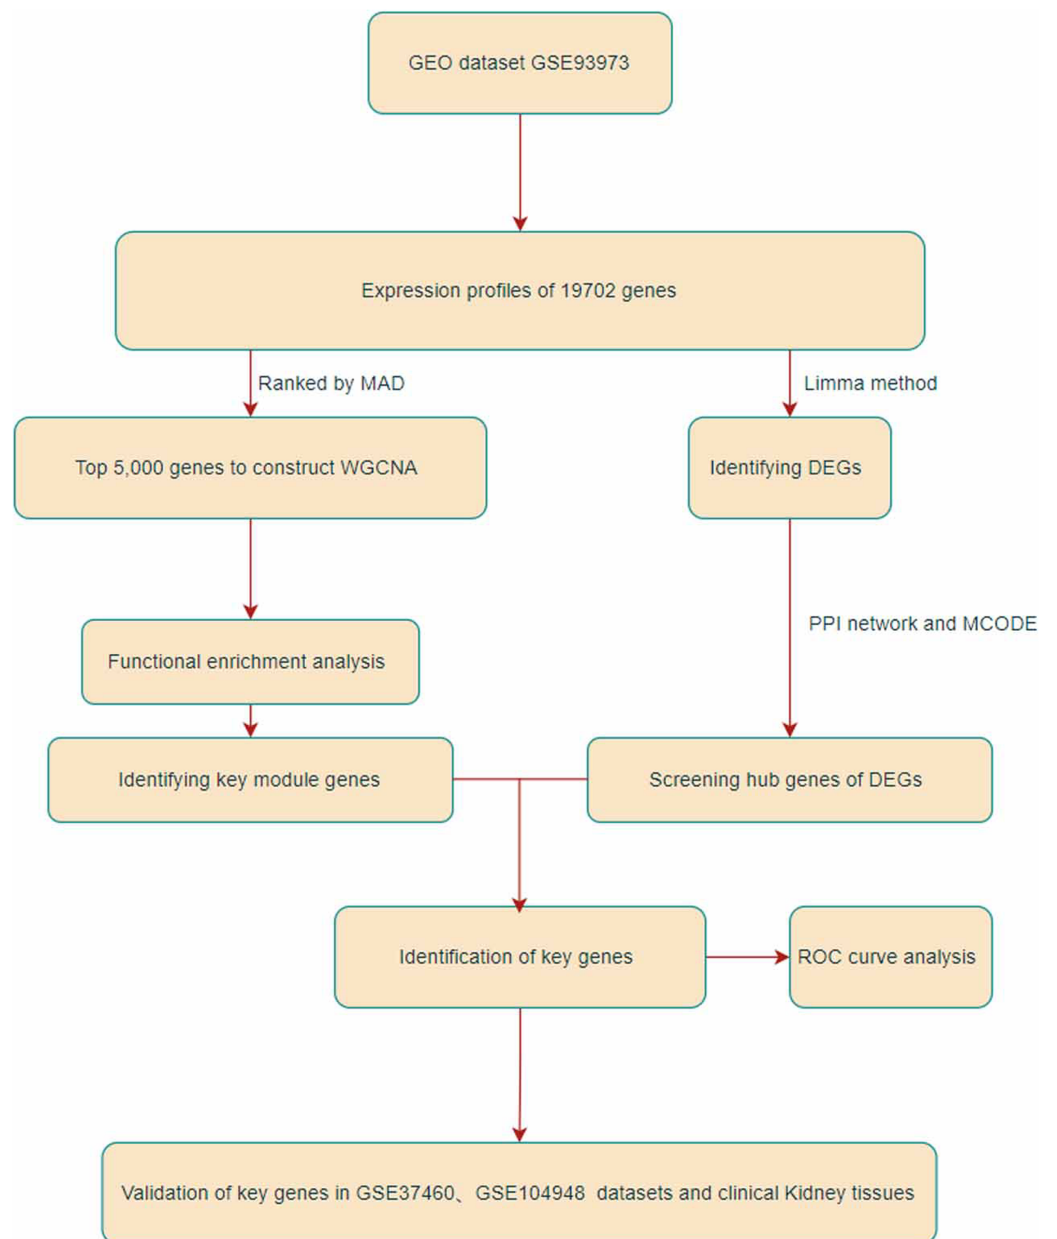 GEO dataset GSE93973
Expression profiles of 19702 genes
Ranked by MAD
Limma method
Top 5,000 genes to construct WGCNA
Identifying DEGs
PPI network and MCODE
Functional enrichment analysis
Identifying key module genes
Screening hub genes of DEGs
Identification of key genes
ROC curve analysis
Validation of key genes in GSE37460、GSE104948 datasets and clinical Kidney tissues